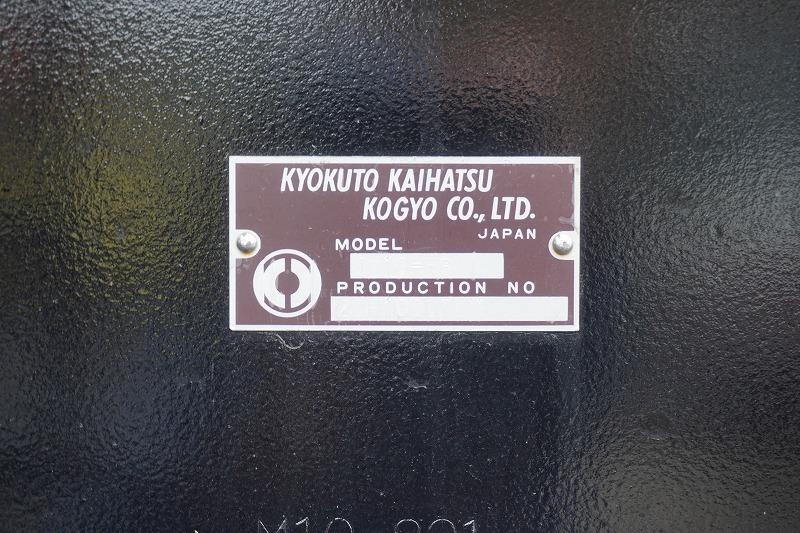 KYOKUTO KAIHATSU
KOGYO CO., LTD.
JAPAN
MODEL
PRODUCTION NO